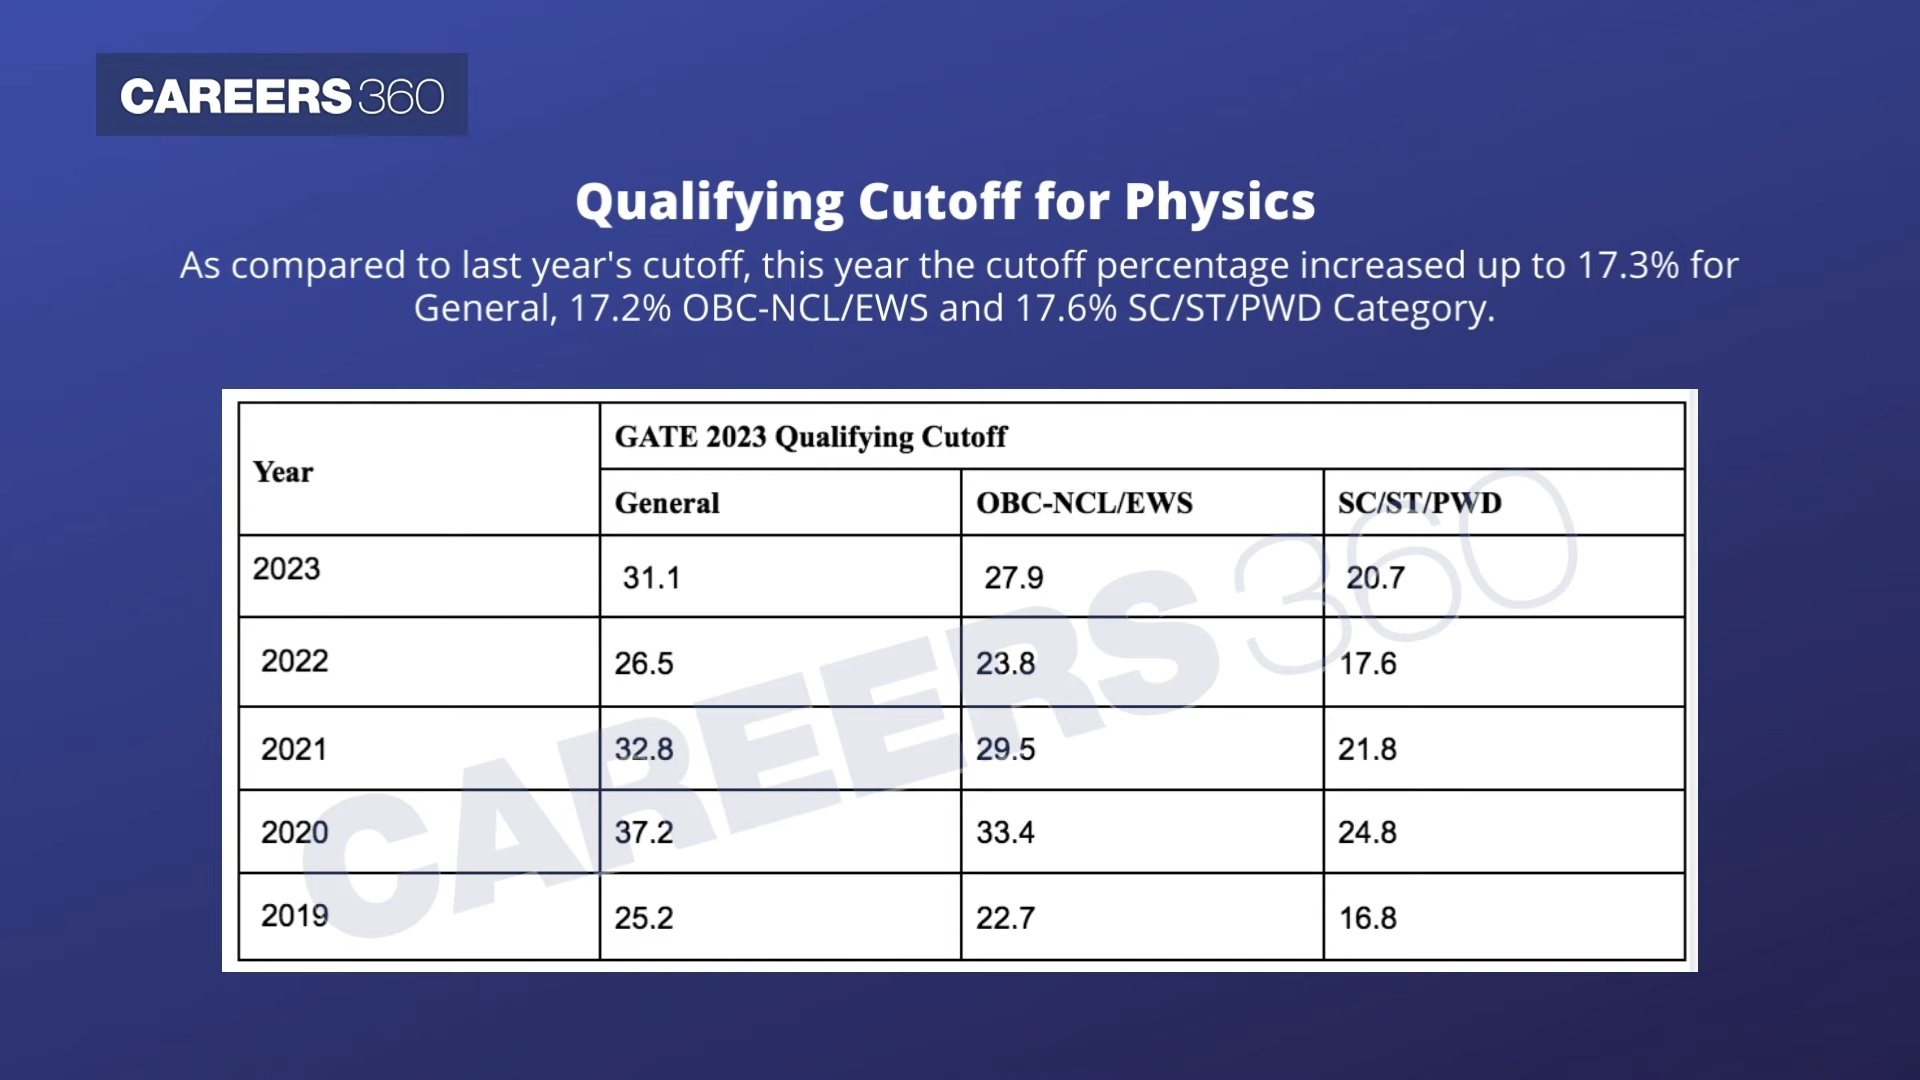 CAREERS360
Qualifying Cutoff for Physics
As compared to last year's cutoff, this year the cutoff percentage increased up to 17.3% for
General, 17.2% OBC-NCL/EWS and 17.6% SC/ST/PWD Category.
Year
GATE 2023 Qualifying Cutoff
General OBC-NCL/EWS SC/ST/PWD
2023 31.1 27.9 20.7
2022 26.5 23.8 17.6
2021 32.8 29.5 21.8
2020 37.2 33.4 24.8
2019 25.2 22.7 16.8
CAREERS360